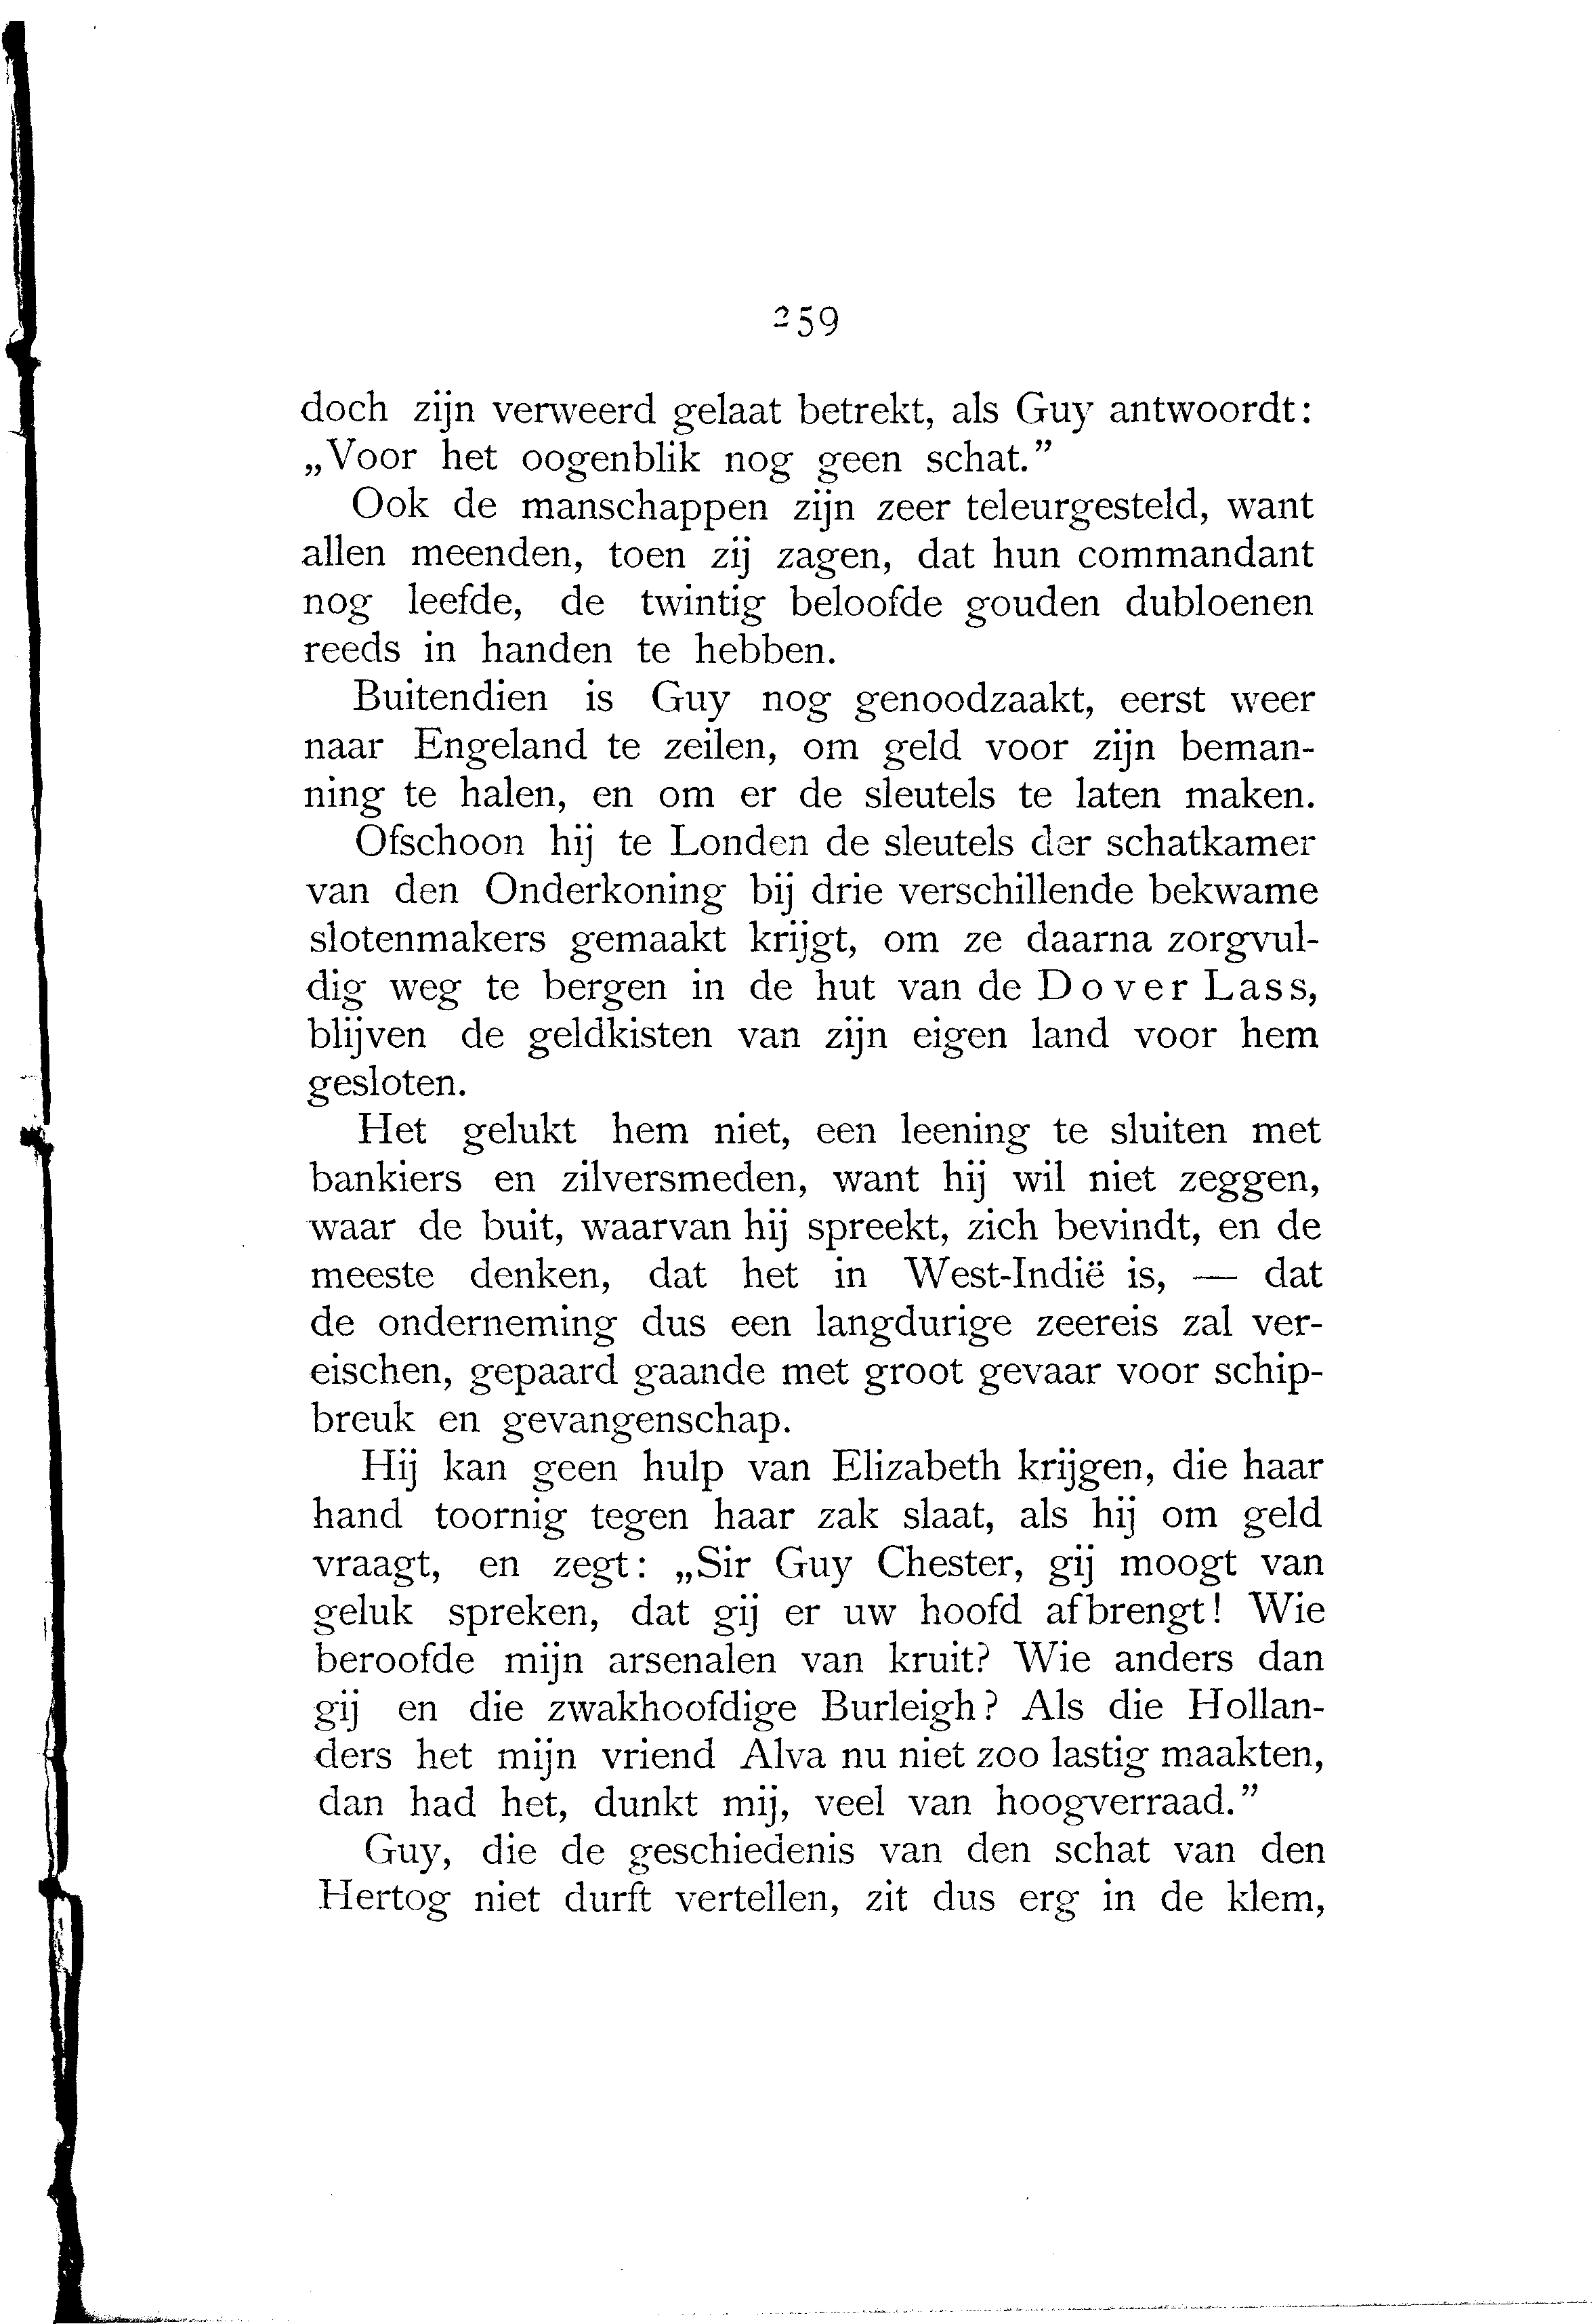 259
doch zijn verweerd gelaat betrekt, als Guy antwoordt:
„Voor het oogenblik nog geen schat.”
Ook de manschappen zijn zeer teleurgesteld, want
allen meenden, toen zij zagen, dat hun commandant
nog leefde, de twintig beloofde gouden dubloenen
reeds in handen te hebben.
Buitendien is Guy nog genoodzaakt, eerst weer
naar Engeland te zeilen, om geld voor zijn beman-
ning te halen, en om er de sleutels te laten maken.
Ofschoon hij te Londen de sleutels der schatkamer
van den Onderkoning bij drie verschillende bekwame
slotenmakers gemaakt krijgt, om ze daarna zorgvul-
dig weg te bergen in de hut van de Dover Lass,
blijven de geldkisten van zijn eigen land voor hem
gesloten.
Het gelukt hem niet, een leening te sluiten met
bankiers en zilversmeden, want hij wil niet zeggen,
waar de buit, waarvan hij spreekt, zich bevindt, en de
meeste denken, dat het in West-Indië is, — dat
de onderneming dus een langdurige zeereis zal ver-
eischen, gepaard gaande met groot gevaar voor schip-
breuk en gevangenschap.
Hij kan geen hulp van Elizabeth krijgen, die haar
hand toornig tegen haar zak slaat, als hij om geld
vraagt, en zegt: „Sir Guy Chester, gij moogt van
geluk spreken, dat gij er uw hoofd afbrengt! Wie
beroofde mijn arsenalen van kruit? Wie anders dan
gij en die zwakhoofdige Burleigh? Als die Hollan-
ders het mijn vriend Alva nu niet zoo lastig maakten,
dan had het, dunkt mij, veel van hoogverraad.”
Guy, die de geschiedenis van den schat van den
Hertog niet durft vertellen, zit dus erg in de klem,